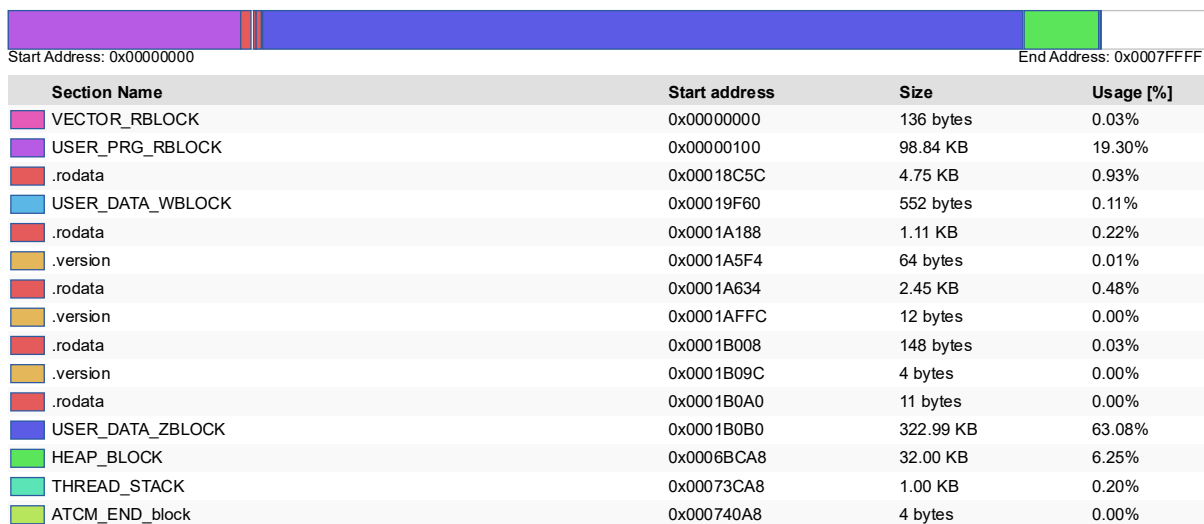 Start Address: 0x00000000 End Address: 0x0007FFFF
Section Name Start address Size Usage [%]
VECTOR_RBLOCK 0x00000000 136 bytes 0.03%
USER_PRG_RBLOCK 0x00000100 98.84 KB 19.30%
.rodata 0x00018C5C 4.75 KB 0.93%
USER_DATA_WBLOCK 0x00019F60 552 bytes 0.11%
.rodata 0x0001A188 1.11 KB 0.22%
.version 0x0001A5F4 64 bytes 0.01%
.rodata 0x0001A634 2.45 KB 0.48%
.version 0x0001AFFC 12 bytes 0.00%
.rodata 0x0001B008 148 bytes 0.03%
.version 0x0001B09C 4 bytes 0.00%
.rodata 0x0001B0A0 11 bytes 0.00%
USER_DATA_ZBLOCK 0x0001B0B0 322.99 KB 63.08%
HEAP_BLOCK 0x0006BCA8 32.00 KB 6.25%
THREAD_STACK 0x00073CA8 1.00 KB 0.20%
ATCM_END_block 0x000740A8 4 bytes 0.00%